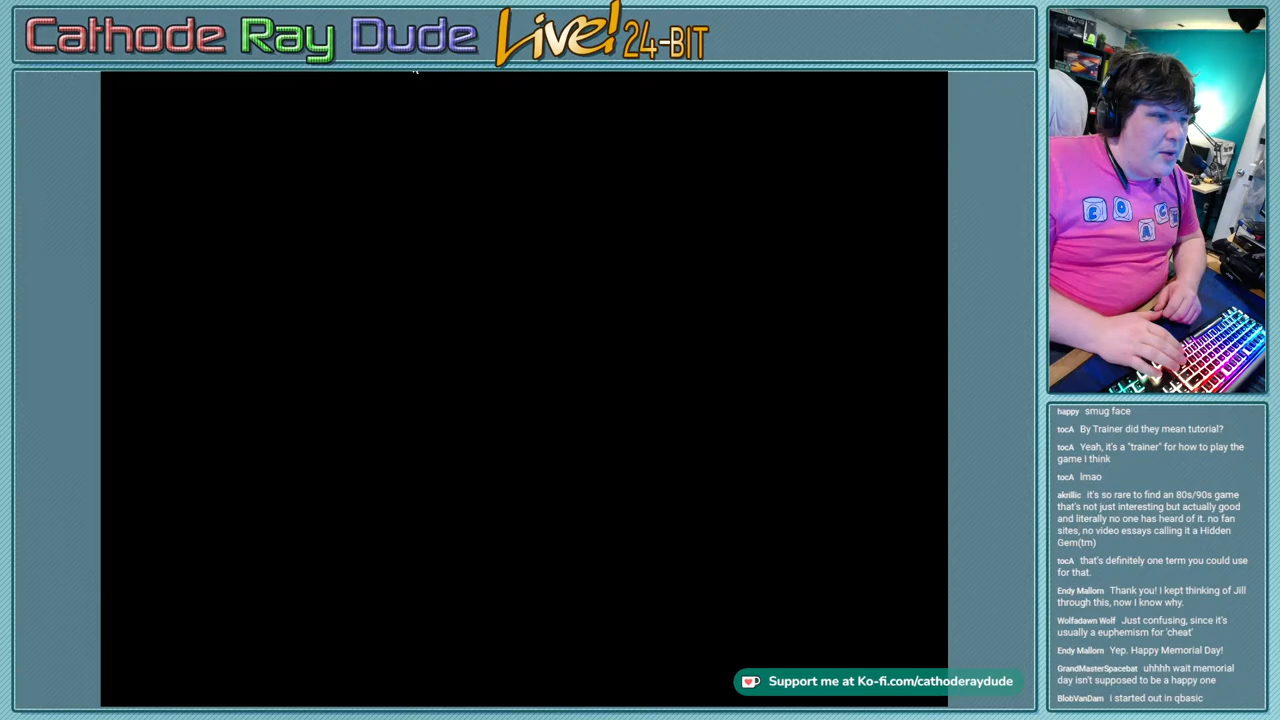 Cathode Ray Dude Live! 24-BIT
happy smug face
tocA By Trainer did they mean tutorial?
tocA Yeah, it's a "trainer" for how to play the
game I think
tocA lmao
akrillic it's so rare to find an 80s/90s game
that's not just interesting but actually good
and literally no one has heard of it. no fan
sites, no video essays calling it a Hidden
Gem(tm)
tocA that's definitely one term you could use
for that.
Endy Mallorn Thank you! I kept thinking of Jill
through this, now I know why.
Wolfadawn Wolf Just confusing, since it's
usually a euphemism for 'cheat'
Endy Mallorn Yep. Happy Memorial Day!
GrandMasterSpacebat uhhhh wait memorial
day isn't supposed to be a happy one
BlobVanDam i started out in qbasic
Support me at Ko-fi.com/cathoderaydude